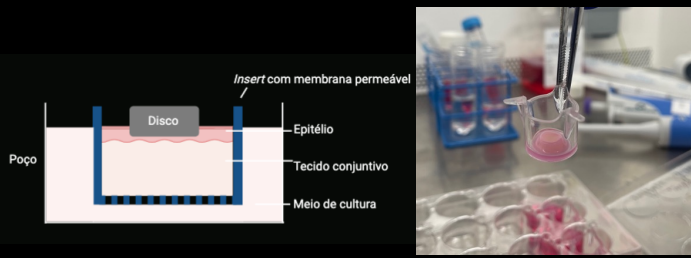 Insert com membrana permeável
Disco
Epitélio
Poço
Tecido conjuntivo
Meio de cultura